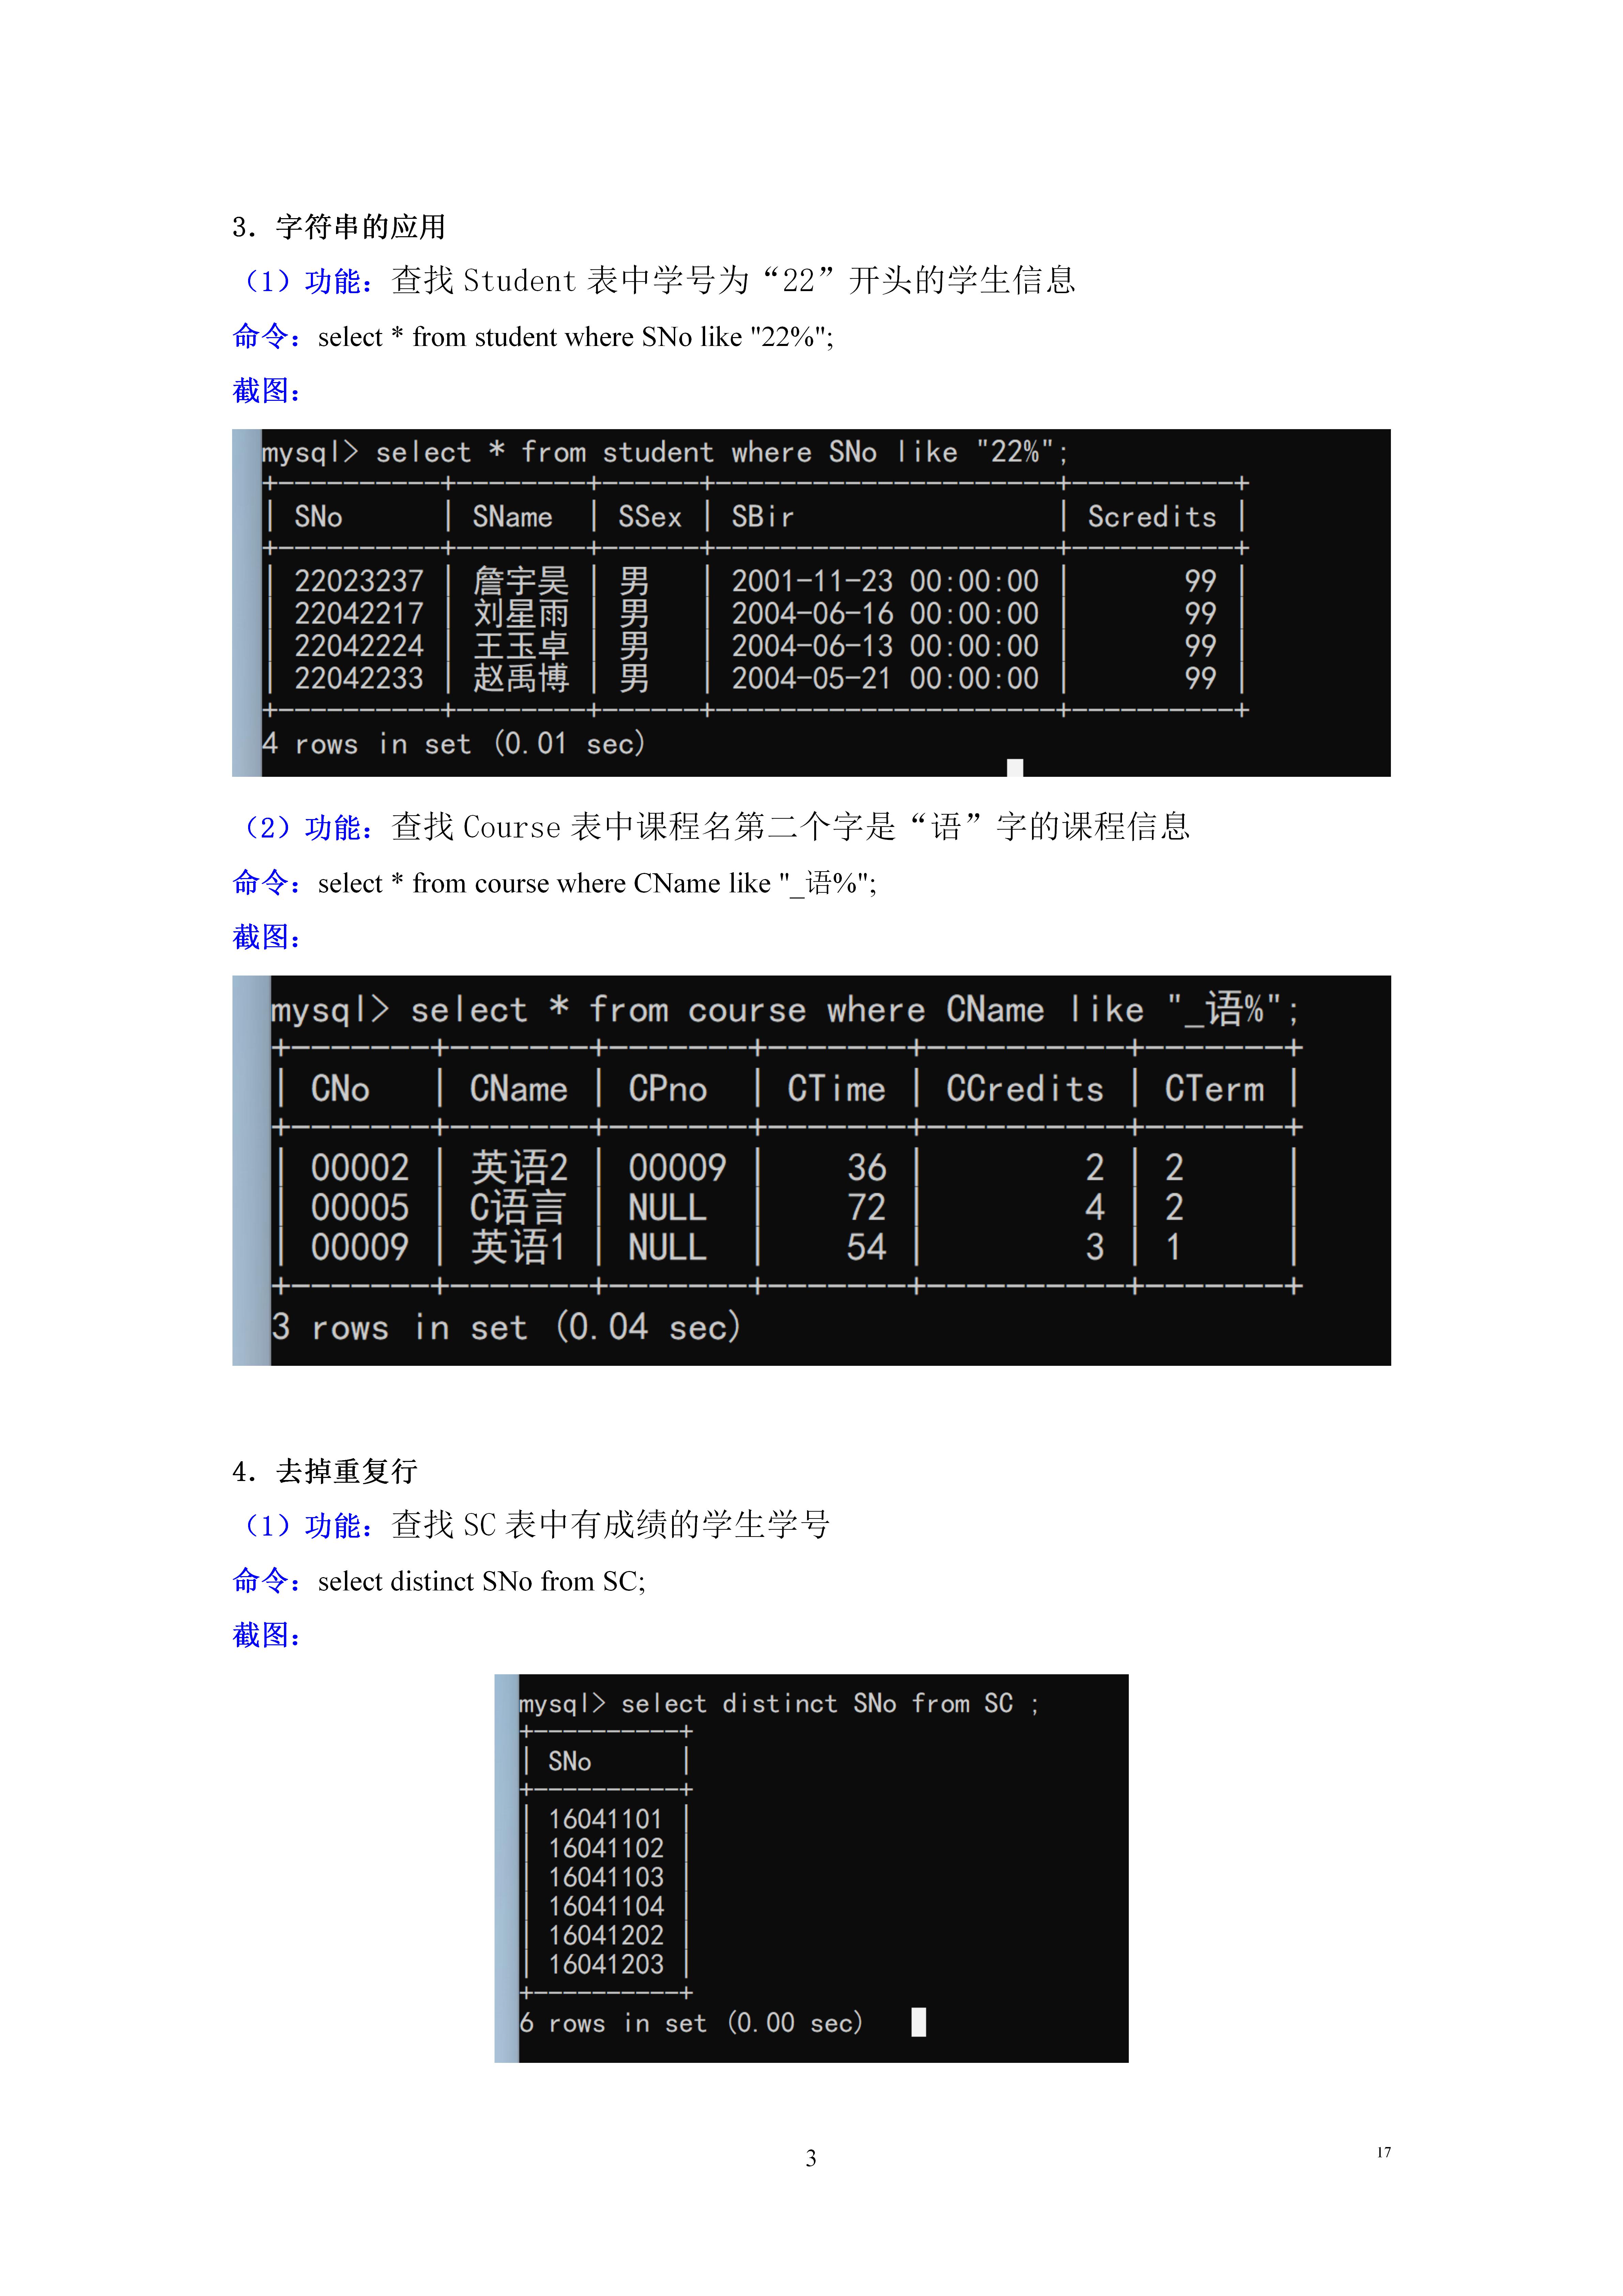 3. 字符串的应用
（1）功能：查找 Student 表中学号为“22”开头的学生信息
命令：select * from student where SNo like "22%";
截图：
mysql> select * from student where SNo like "22%";
+----------+--------+------+---------------------+----------+
| SNo      | SName  | SSex | SBir                | Scredits |
+----------+--------+------+---------------------+----------+
| 22023237 | 詹宇昊 | 男   | 2001-11-23 00:00:00 |       99 |
| 22042217 | 刘星雨 | 男   | 2004-06-16 00:00:00 |       99 |
| 22042224 | 王玉卓 | 男   | 2004-06-13 00:00:00 |       99 |
| 22042233 | 赵禹博 | 男   | 2004-05-21 00:00:00 |       99 |
+----------+--------+------+---------------------+----------+
4 rows in set (0.01 sec)
（2）功能：查找 Course 表中课程名第二个字是“语”字的课程信息
命令：select * from course where CName like "_语%";
截图：
mysql> select * from course where CName like "_语%";
+-------+-------+-------+-------+----------+-------+
| CNo   | CName | CPno  | CTime | CCredits | CTerm |
+-------+-------+-------+-------+----------+-------+
| 00002 | 英语2 | 00009 |    36 |        2 | 2     |
| 00005 | C语言 | NULL  |    72 |        4 | 2     |
| 00009 | 英语1 | NULL  |    54 |        3 | 1     |
+-------+-------+-------+-------+----------+-------+
3 rows in set (0.04 sec)
4. 去掉重复行
（1）功能：查找 SC 表中有成绩的学生学号
命令：select distinct SNo from SC;
截图：
mysql> select distinct SNo from SC ;
+----------+
| SNo      |
+----------+
| 16041101 |
| 16041102 |
| 16041103 |
| 16041104 |
| 16041202 |
| 16041203 |
+----------+
6 rows in set (0.00 sec)
3
17